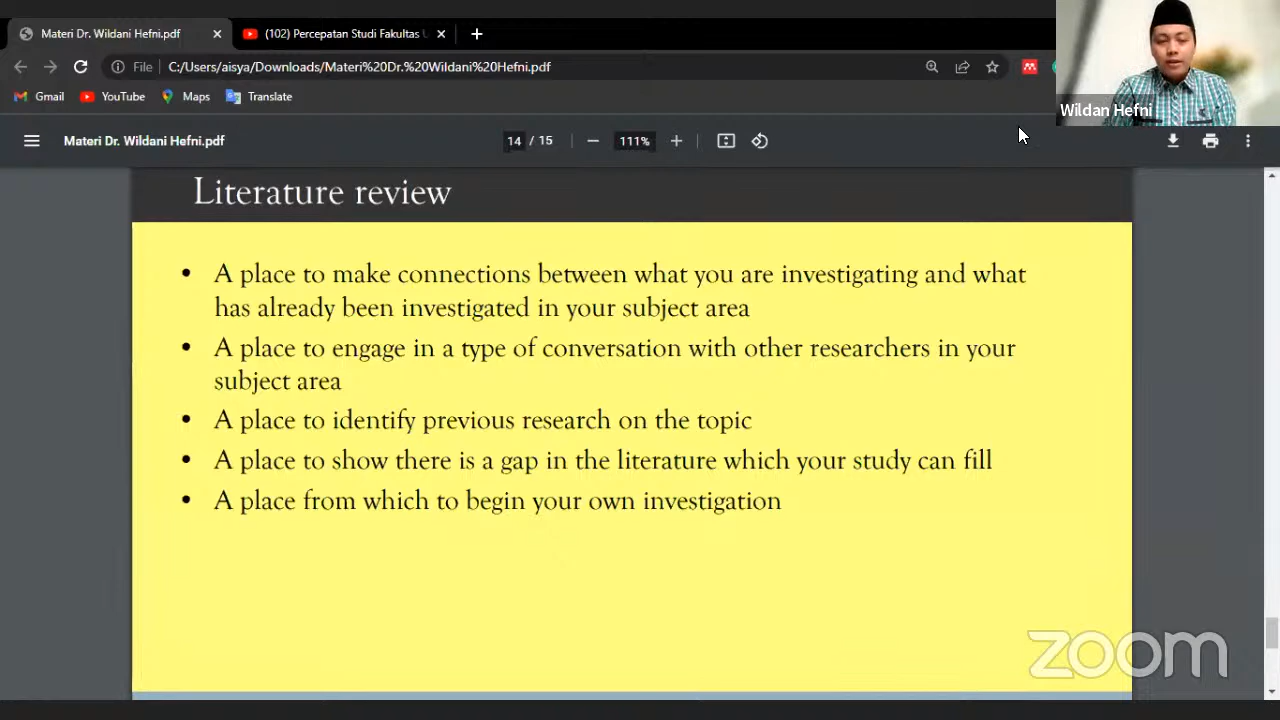 Materi Dr. Wildani Hefni.pdf
(102) Percepatan Studi Fakultas
File
C:/Users/aisya/Downloads/Materi%20Dr.%20Wildani%20Hefni.pdf
Gmail
YouTube
Maps
Translate
Wildan Hefni
Materi Dr. Wildani Hefni.pdf
14 / 15
111%
Literature review
• A place to make connections between what you are investigating and what
has already been investigated in your subject area
• A place to engage in a type of conversation with other researchers in your
subject area
• A place to identify previous research on the topic
• A place to show there is a gap in the literature which your study can fill
• A place from which to begin your own investigation
zoom